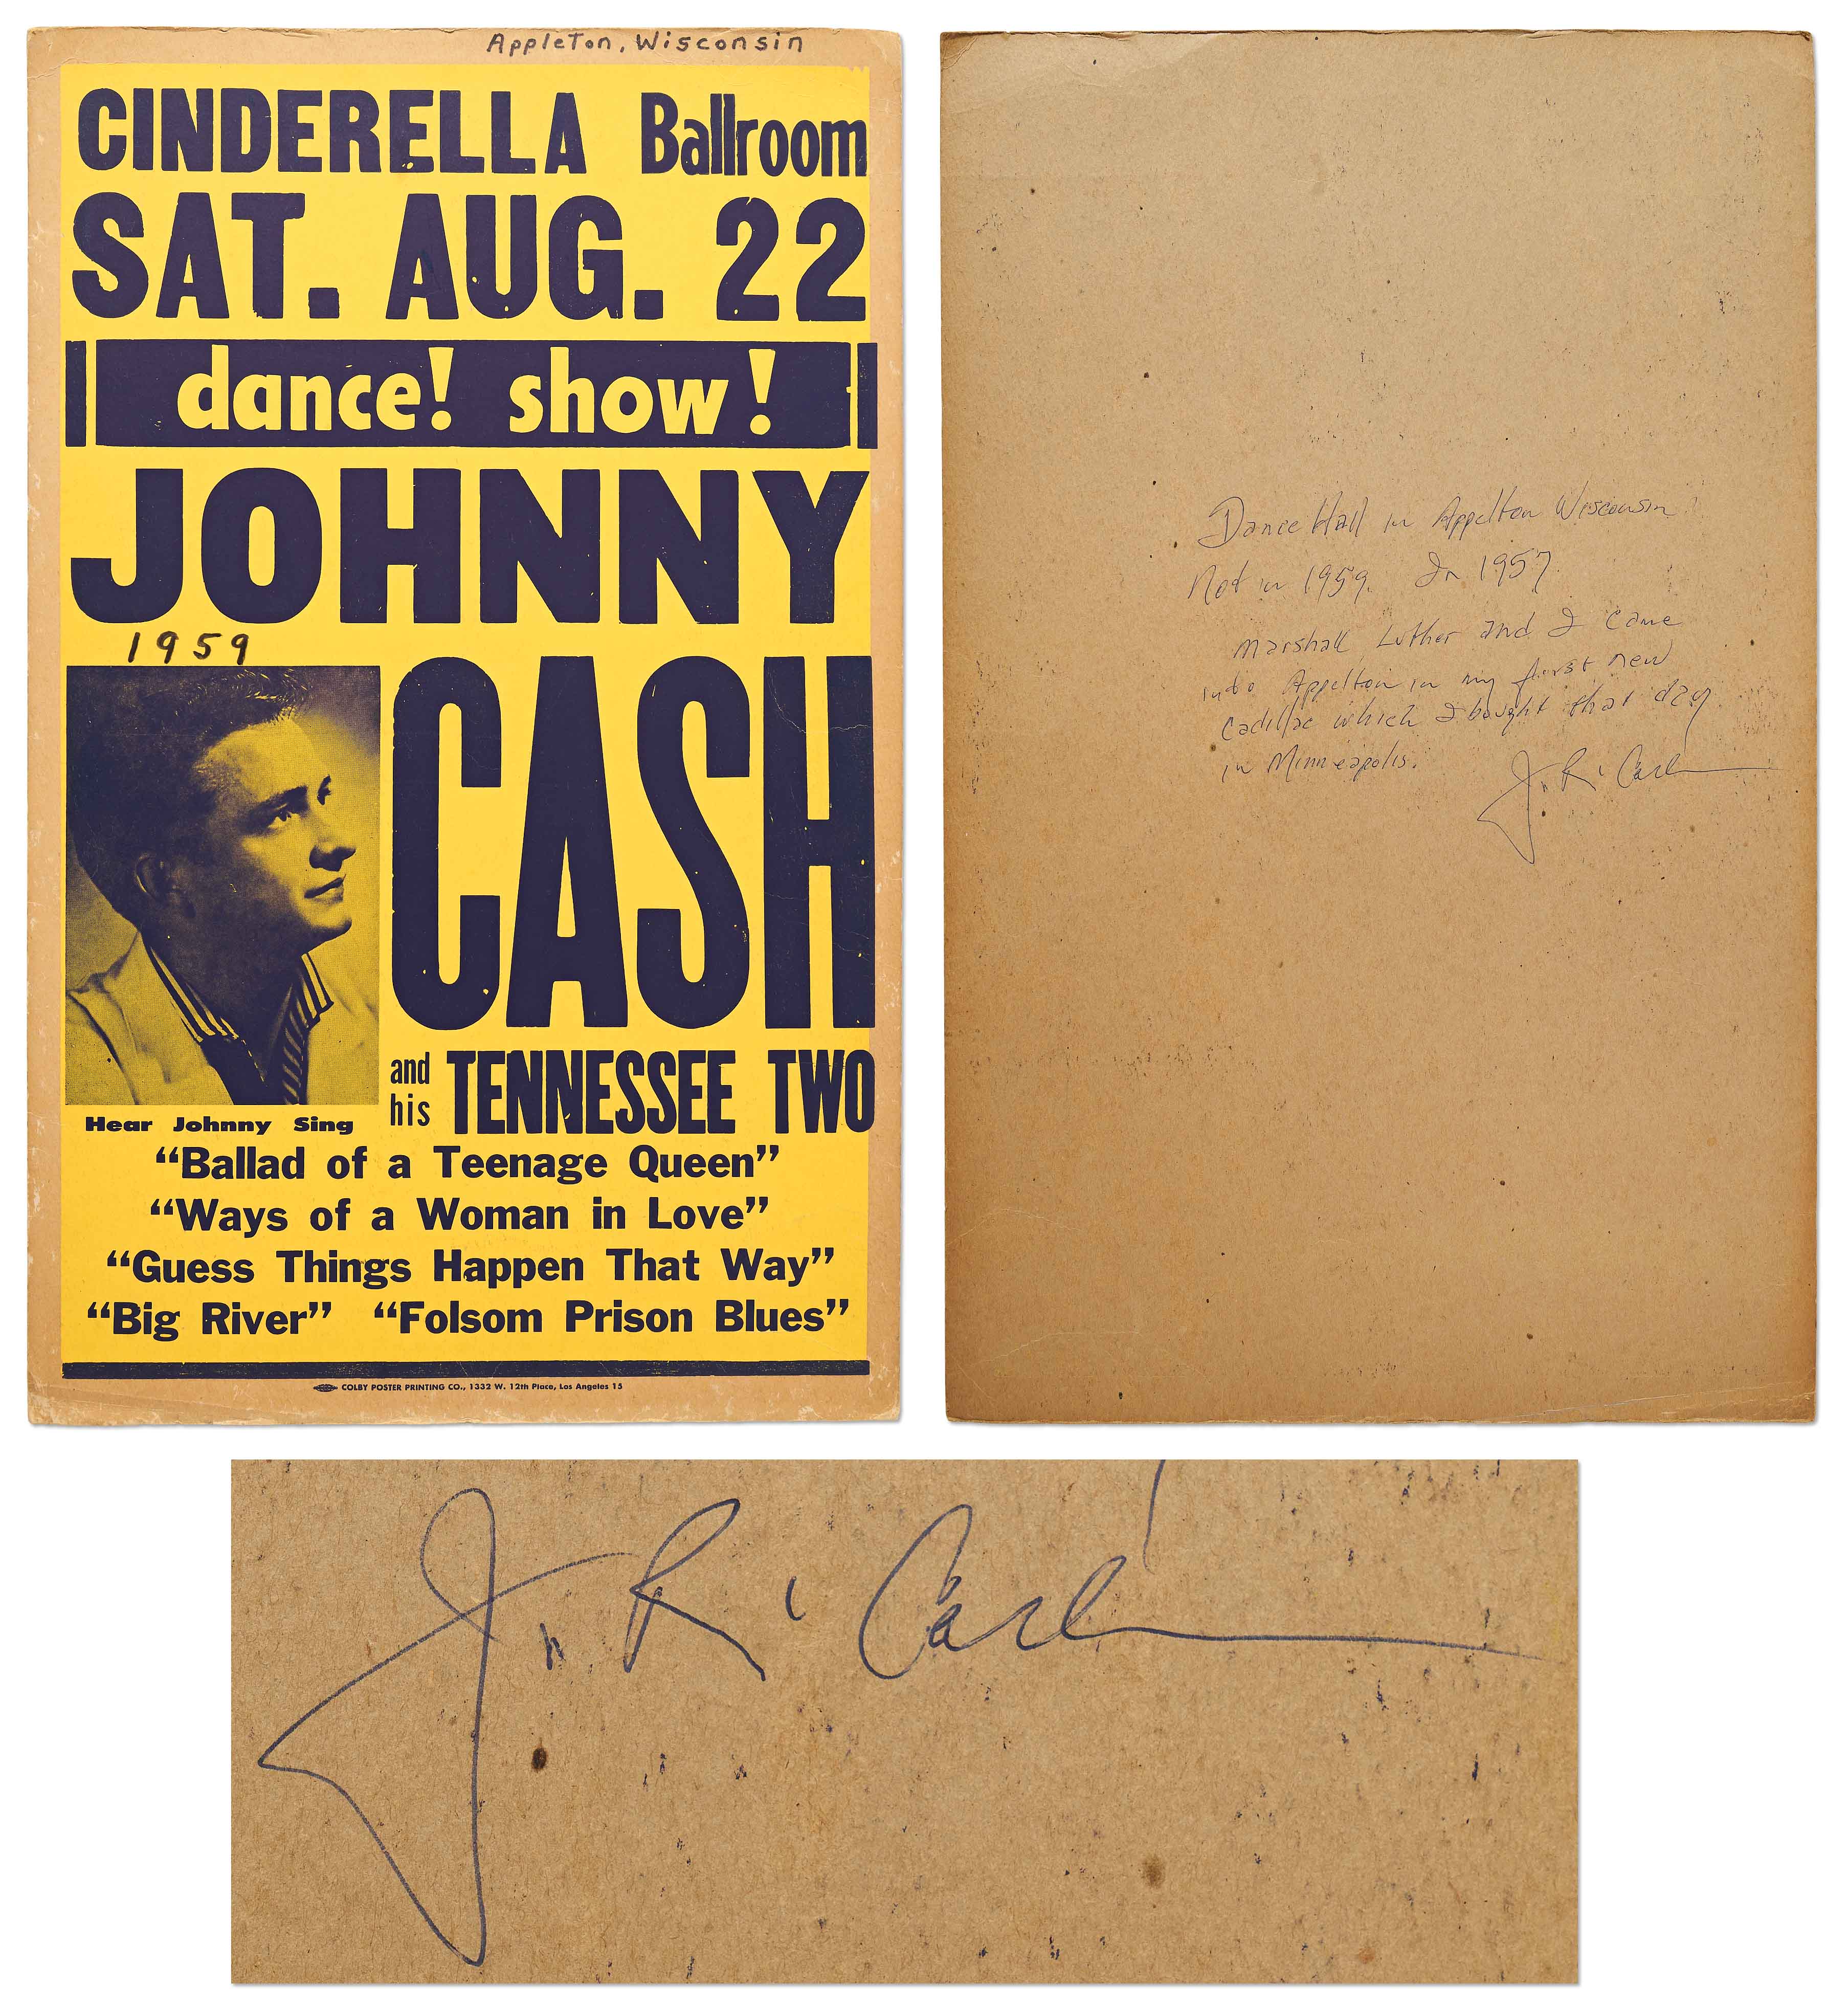 Appleton, Wisconsin
CINDERELLA Ballroom
SAT. AUG. 22
dance! show!
JOHNNY
1959
CASH
and his TENNESSEE TWO
Hear Johnny Sing
“Ballad of a Teenage Queen”
“Ways of a Woman in Love”
“Guess Things Happen That Way”
“Big River” “Folsom Prison Blues”
COLBY POSTER PRINTING CO., 1332 W. 12th Place, Los Angeles 15
Dance Hall in Appelton Wisconsin
Not in 1959. In 1957.
Marshall Luther and I came
into Appelton in my first new
Cadillac which I bought that day
in Minneapolis.
J. R. Cash
J. R. Cash